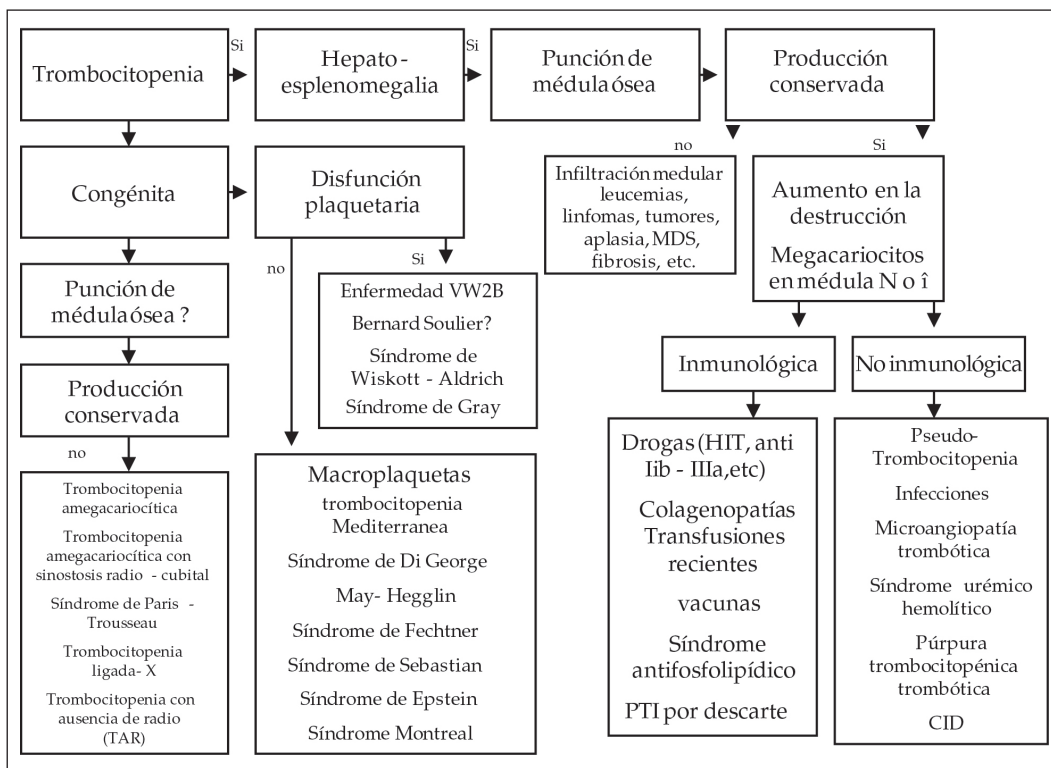 Trombocitopenia
Si
Hepato -
esplenomegalia
Si
Punción de
médula ósea
Producción
conservada
Congénita
Disfunción
plaquetaria
no
Infiltración medular
leucemias,
linfomas, tumores,
aplasia, MDS,
fibrosis, etc.
Si
Aumento en la
destrucción
Megacariocitos
en médula N o î
Punción de
médula ósea ?
no
Si
Enfermedad VW2B
Bernard Soulier?
Síndrome de
Wiskott - Aldrich
Síndrome de Gray
Inmunológica
No inmunológica
Producción
conservada
no
Trombocitopenia
amegacariocítica
Trombocitopenia
amegacariocítica con
sinostosis radio - cubital
Síndrome de Paris -
Trousseau
Trombocitopenia
ligada- X
Trombocitopenia con
ausencia de radio
(TAR)
Macroplaquetas
trombocitopenia
Mediterranea
Síndrome de Di George
May- Hegglin
Síndrome de Fechtner
Síndrome de Sebastian
Síndrome de Epstein
Síndrome Montreal
Drogas (HIT, anti
Iib - IIIa,etc)
Colagenopatías
Transfusiones
recientes
vacunas
Síndrome
antifosfolipídico
PTI por descarte
Pseudo-
Trombocitopenia
Infecciones
Microangiopatía
trombótica
Síndrome urémico
hemolítico
Púrpura
trombocitopénica
trombótica
CID